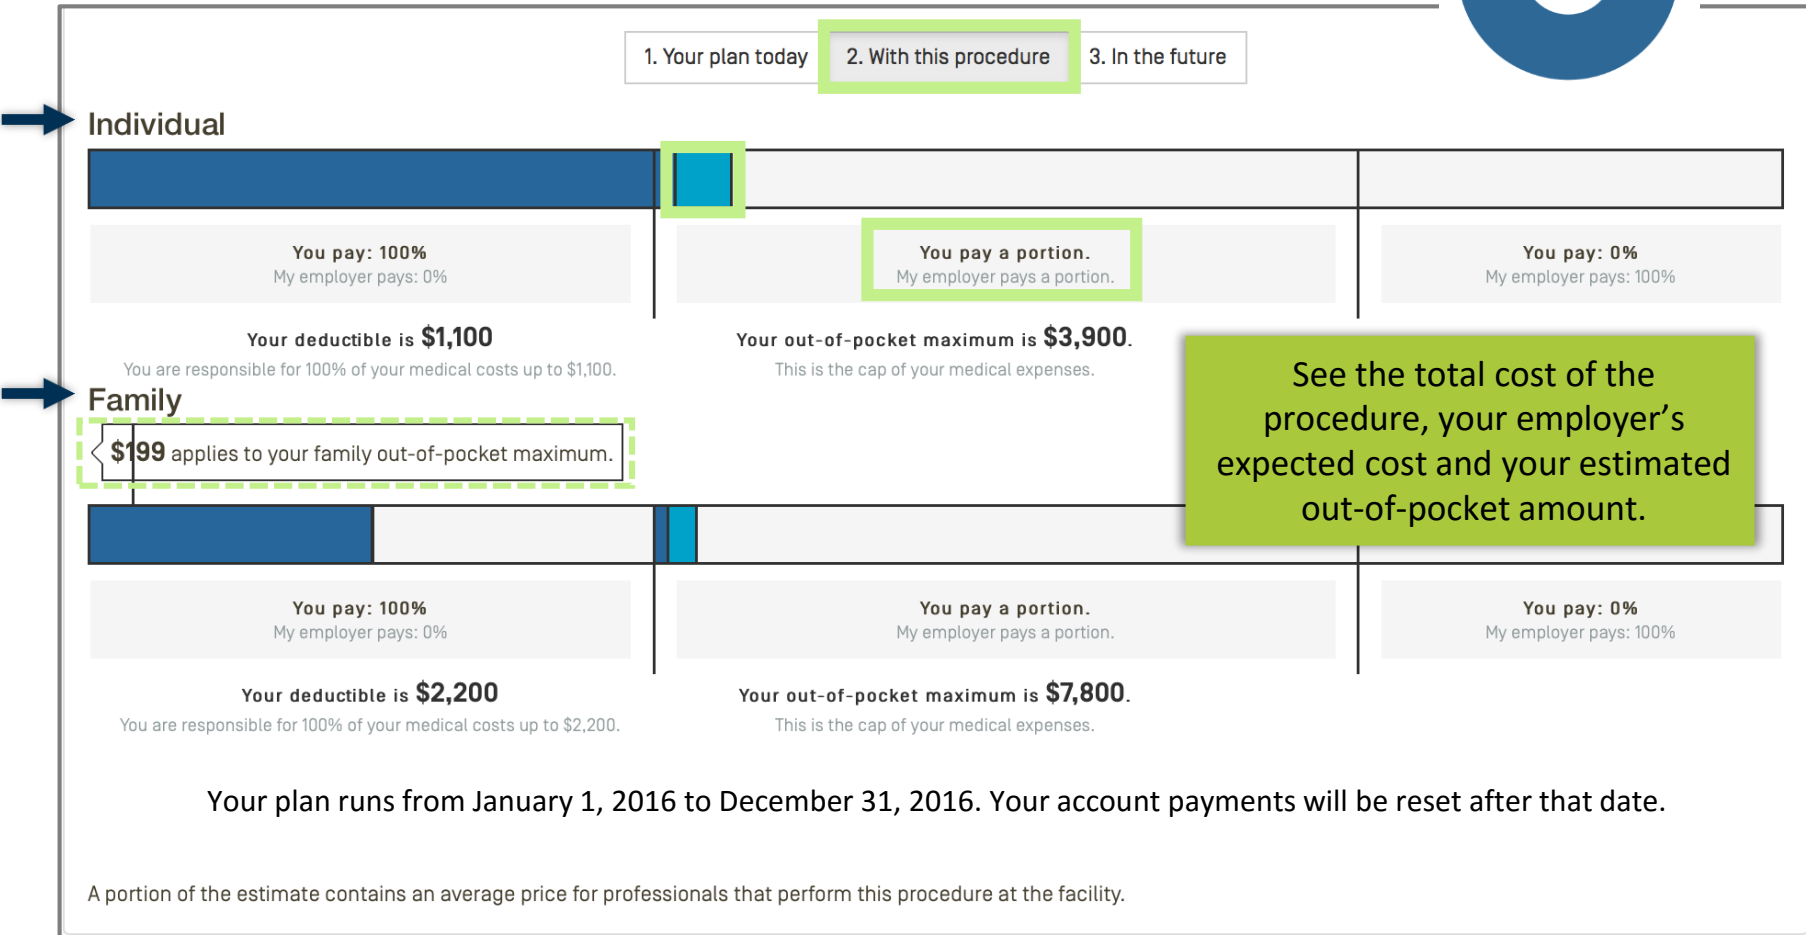 1. Your plan today 2. With this procedure 3. In the future
Individual
You pay: 100%
My employer pays: 0%
You pay a portion.
My employer pays a portion.
You pay: 0%
My employer pays: 100%
Your deductible is $1,100
You are responsible for 100% of your medical costs up to $1,100.
Your out-of-pocket maximum is $3,900.
This is the cap of your medical expenses.
See the total cost of the
procedure, your employer’s
expected cost and your estimated
out-of-pocket amount.
Family
$199 applies to your family out-of-pocket maximum.
You pay: 100%
My employer pays: 0%
You pay a portion.
My employer pays a portion.
You pay: 0%
My employer pays: 100%
Your deductible is $2,200
You are responsible for 100% of your medical costs up to $2,200.
Your out-of-pocket maximum is $7,800.
This is the cap of your medical expenses.
Your plan runs from January 1, 2016 to December 31, 2016. Your account payments will be reset after that date.
A portion of the estimate contains an average price for professionals that perform this procedure at the facility.